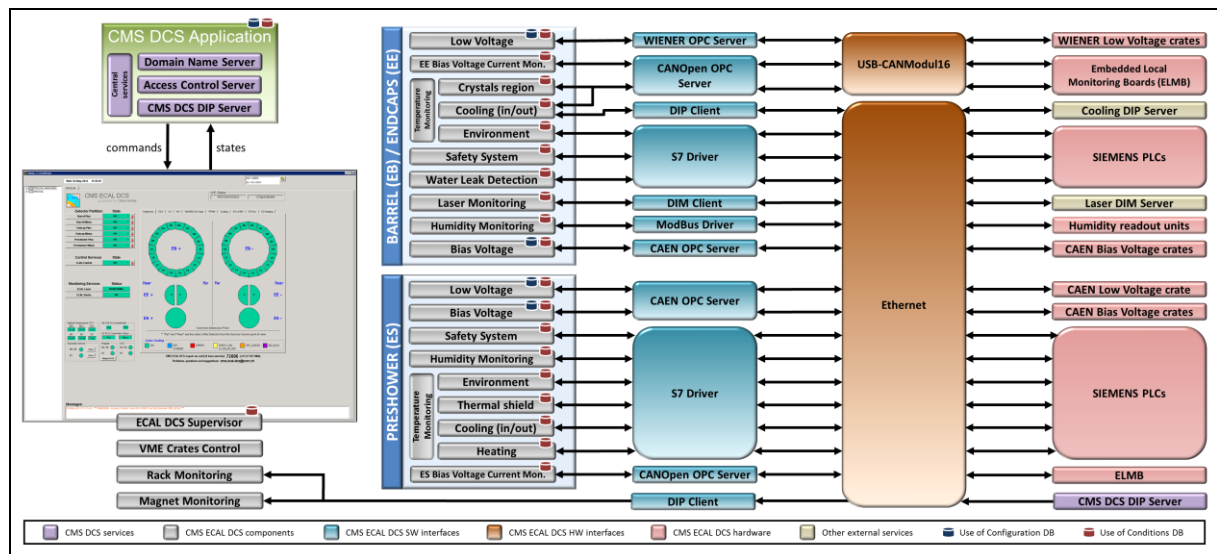 CMS DCS Application
Central services
Domain Name Server
Access Control Server
CMS DCS DIP Server
commands
states
CMS ECAL DCS
ECAL DCS Supervisor
VME Crates Control
Rack Monitoring
Magnet Monitoring
BARREL (EB) / ENDCAPS (EE)
Low Voltage
EE Bias Voltage Current Mon.
Temperature Monitoring
Crystals region
Cooling (in/out)
Environment
Safety System
Water Leak Detection
Laser Monitoring
Humidity Monitoring
Bias Voltage
WIENER OPC Server
CANOpen OPC Server
DIP Client
S7 Driver
DIM Client
ModBus Driver
CAEN OPC Server
PRESHOWER (ES)
Low Voltage
Bias Voltage
Safety System
Humidity Monitoring
Temperature Monitoring
Environment
Thermal shield
Cooling (in/out)
Heating
ES Bias Voltage Current Mon.
CAEN OPC Server
S7 Driver
CANOpen OPC Server
DIP Client
USB-CANModul16
Ethernet
WIENER Low Voltage crates
Embedded Local
Monitoring Boards (ELMB)
Cooling DIP Server
SIEMENS PLCs
Laser DIM Server
Humidity readout units
CAEN Bias Voltage crates
CAEN Low Voltage crate
CAEN Bias Voltage crates
SIEMENS PLCs
ELMB
CMS DCS DIP Server
CMS DCS services
CMS ECAL DCS components
CMS ECAL DCS SW interfaces
CMS ECAL DCS HW interfaces
CMS ECAL DCS hardware
Other external services
Use of Configuration DB
Use of Conditions DB